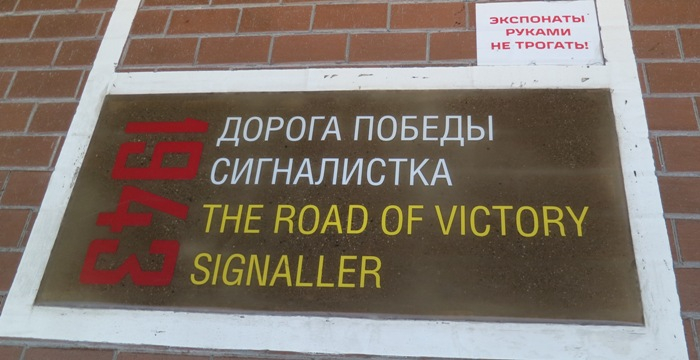 ЭКСПОНАТЫ
РУКАМИ
НЕ ТРОГАТЬ!
1943
ДОРОГА ПОБЕДЫ
СИГНАЛИСТКА
THE ROAD OF VICTORY
SIGNALLER